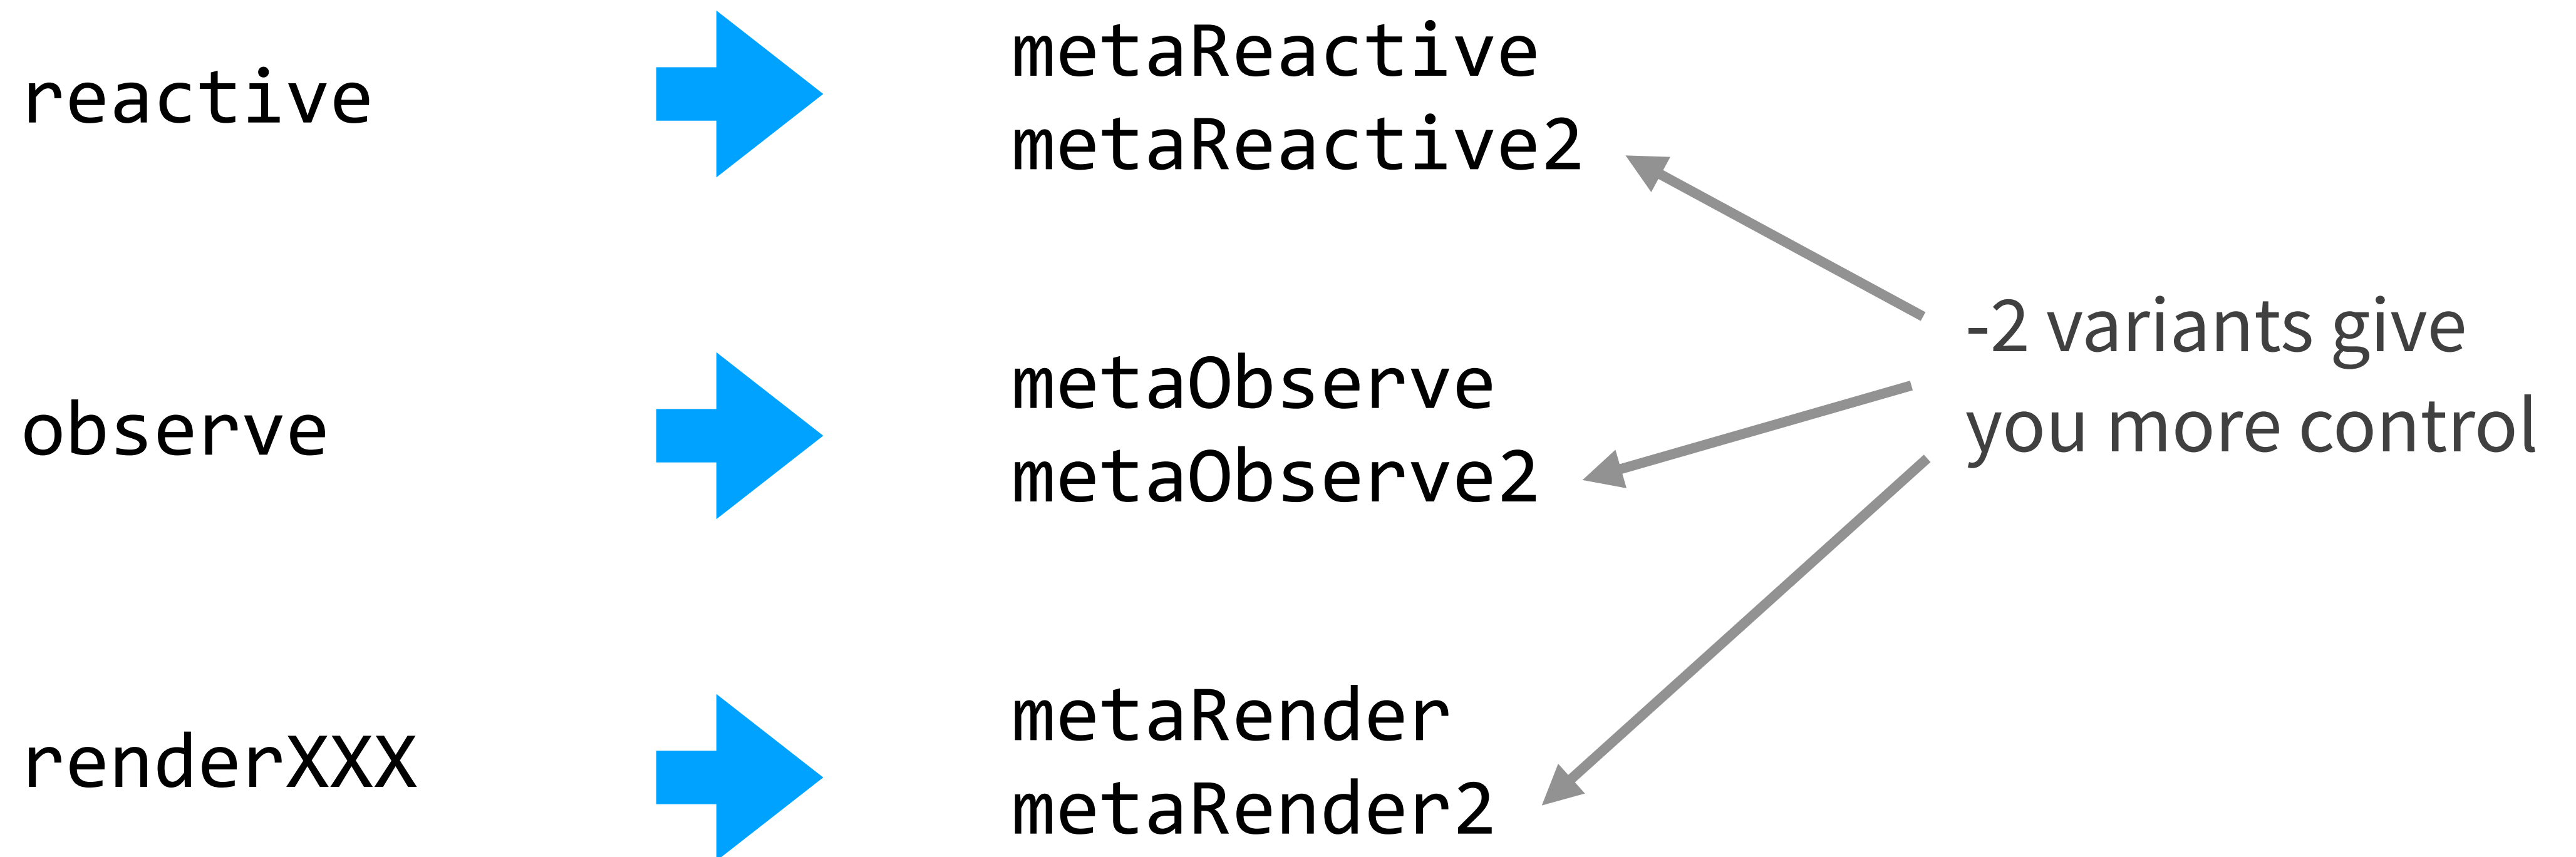 reactive
metaReactive
metaReactive2
observe
metaObserve
metaObserve2
renderXXX
metaRender
metaRender2
-2 variants give
you more control